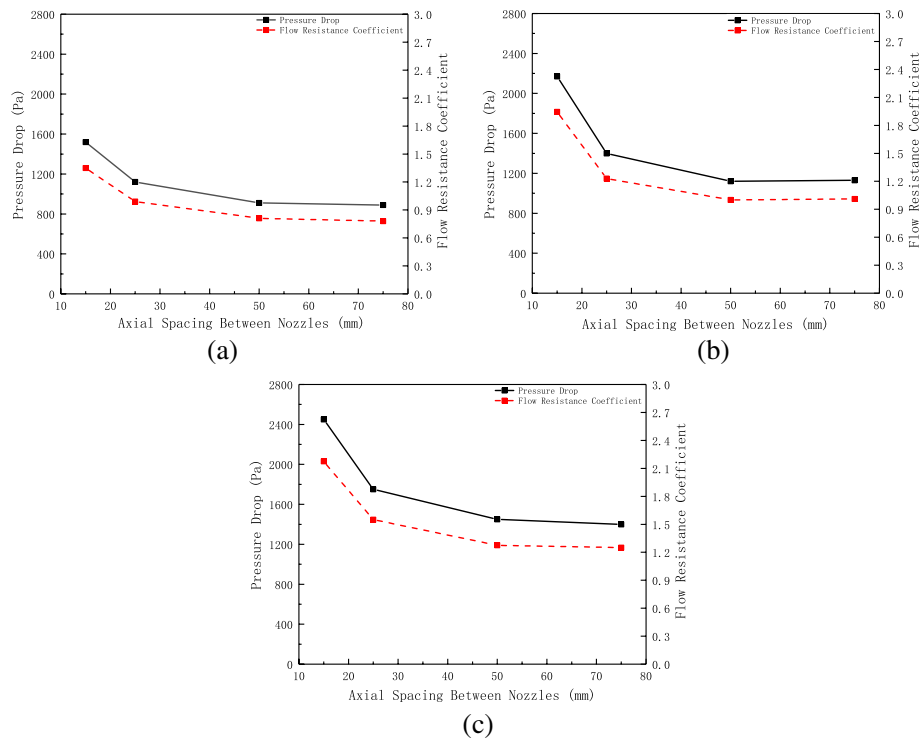 Pressure Drop
Flow Resistance Coefficient
2800
2400
2000
1600
1200
800
400
0
3.0
2.7
2.4
2.1
1.8
1.5
1.2
0.9
0.6
0.3
0.0
10 20 30 40 50 60 70 80
Pressure Drop (Pa)
Flow Resistance Coefficient
Axial Spacing Between Nozzles (mm)
(a)
Pressure Drop
Flow Resistance Coefficient
2800
2400
2000
1600
1200
800
400
0
3.0
2.7
2.4
2.1
1.8
1.5
1.2
0.9
0.6
0.3
0.0
10 20 30 40 50 60 70 80
Pressure Drop (Pa)
Flow Resistance Coefficient
Axial Spacing Between Nozzles (mm)
(b)
Pressure Drop
Flow Resistance Coefficient
2800
2400
2000
1600
1200
800
400
0
3.0
2.7
2.4
2.1
1.8
1.5
1.2
0.9
0.6
0.3
0.0
10 20 30 40 50 60 70 80
Pressure Drop (Pa)
Flow Resistance Coefficient
Axial Spacing Between Nozzles (mm)
(c)